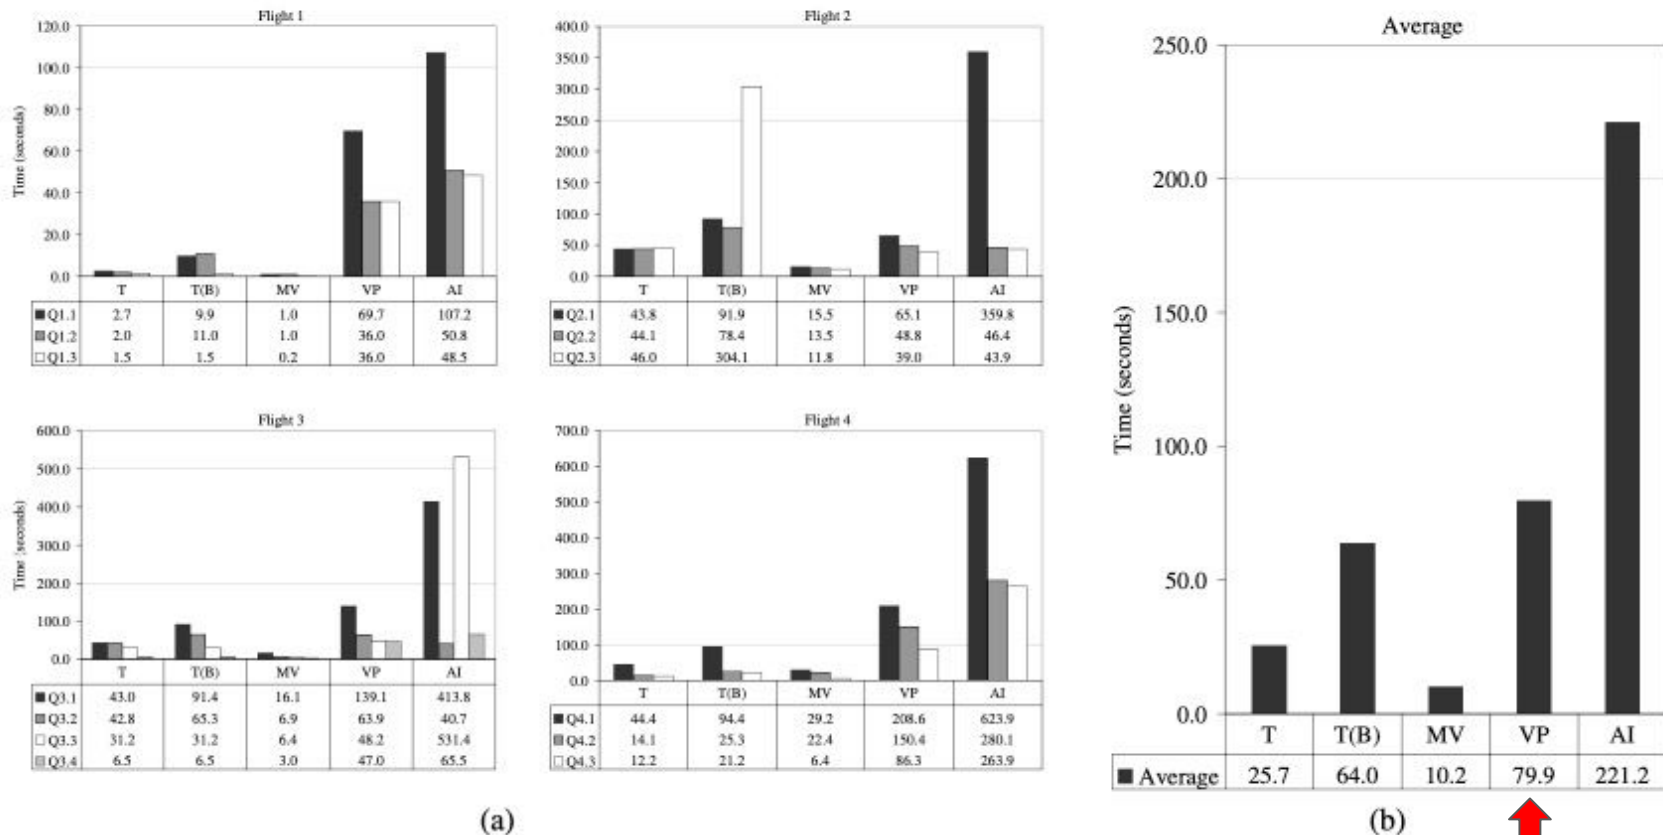 Flight 1
Time (seconds)
120.0
100.0
80.0
60.0
40.0
20.0
0.0
T T(B) MV VP AI
Q1.1 2.7 9.9 1.0 69.7 107.2
Q1.2 2.0 11.0 1.0 36.0 50.8
Q1.3 1.5 1.5 0.2 36.0 48.5
Flight 2
400.0
350.0
300.0
250.0
200.0
150.0
100.0
50.0
0.0
T T(B) MV VP AI
Q2.1 43.8 91.9 15.5 65.1 359.8
Q2.2 44.1 78.4 13.5 48.8 46.4
Q2.3 46.0 304.1 11.8 39.0 43.9
Flight 3
Time (seconds)
600.0
500.0
400.0
300.0
200.0
100.0
0.0
T T(B) MV VP AI
Q3.1 43.0 91.4 16.1 139.1 413.8
Q3.2 42.8 65.3 6.9 63.9 40.7
Q3.3 31.2 31.2 6.4 48.2 531.4
Q3.4 6.5 6.5 3.0 47.0 65.5
Flight 4
700.0
600.0
500.0
400.0
300.0
200.0
100.0
0.0
T T(B) MV VP AI
Q4.1 44.4 94.4 29.2 208.6 623.9
Q4.2 14.1 25.3 22.4 150.4 280.1
Q4.3 12.2 21.2 6.4 86.3 263.9
(a)
Average
Time (seconds)
250.0
200.0
150.0
100.0
50.0
0.0
T T(B) MV VP AI
Average 25.7 64.0 10.2 79.9 221.2
(b)